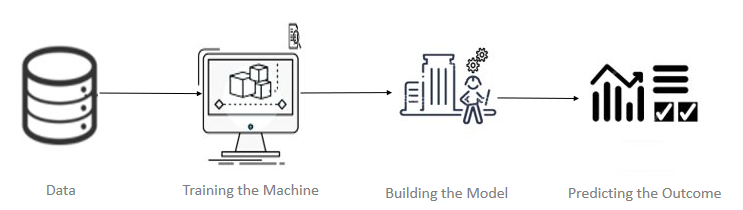 Data
Training the Machine
Building the Model
Predicting the Outcome